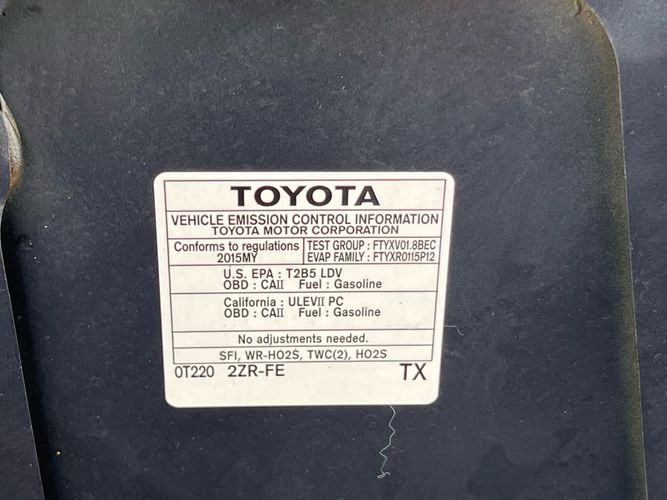 TOYOTA
VEHICLE EMISSION CONTROL INFORMATION
TOYOTA MOTOR CORPORATION
Conforms to regulations
2015MY
TEST GROUP : FTYXV01.8BEC
EVAP FAMILY : FTYXR0115P12
U.S. EPA : T2B5 LDV
OBD : CAII Fuel : Gasoline
California : ULEVII PC
OBD : CAII Fuel : Gasoline
No adjustments needed.
SFI, WR-HO2S, TWC(2), HO2S
0T220 2ZR-FE TX